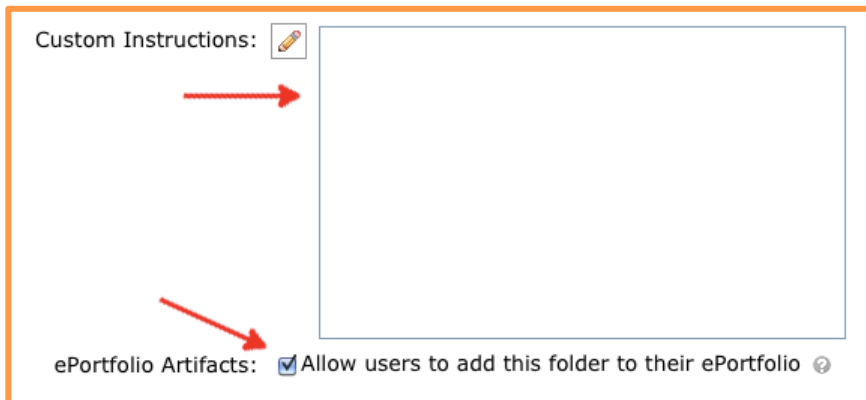 Custom Instructions:
ePortfolio Artifacts: Allow users to add this folder to their ePortfolio ?